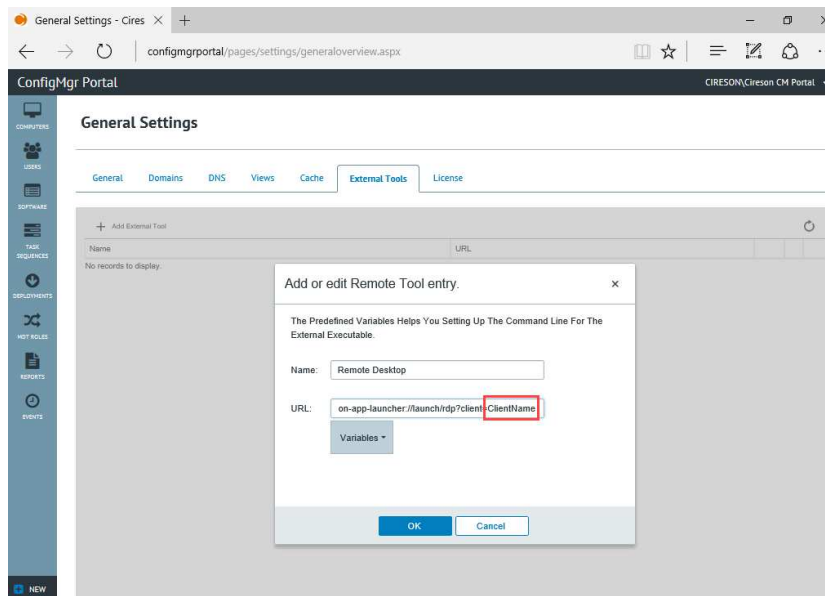 General Settings - Cires
configmgrportal/pages/settings/generaloverview.aspx
ConfigMgr Portal
CIRESON\Cireson CM Portal
COMPUTERS
USERS
SOFTWARE
TASK
SEQUENCES
DEPLOYMENTS
MGT ROLES
REPORTS
EVENTS
NEW
General Settings
General Domains DNS Views Cache External Tools License
Add External Tool
Name URL
No records to display.
Add or edit Remote Tool entry.
The Predefined Variables Helps You Setting Up The Command Line For The
External Executable.
Name: Remote Desktop
URL: on-app-launcher://launch/rdp?client=ClientName
Variables
OK Cancel